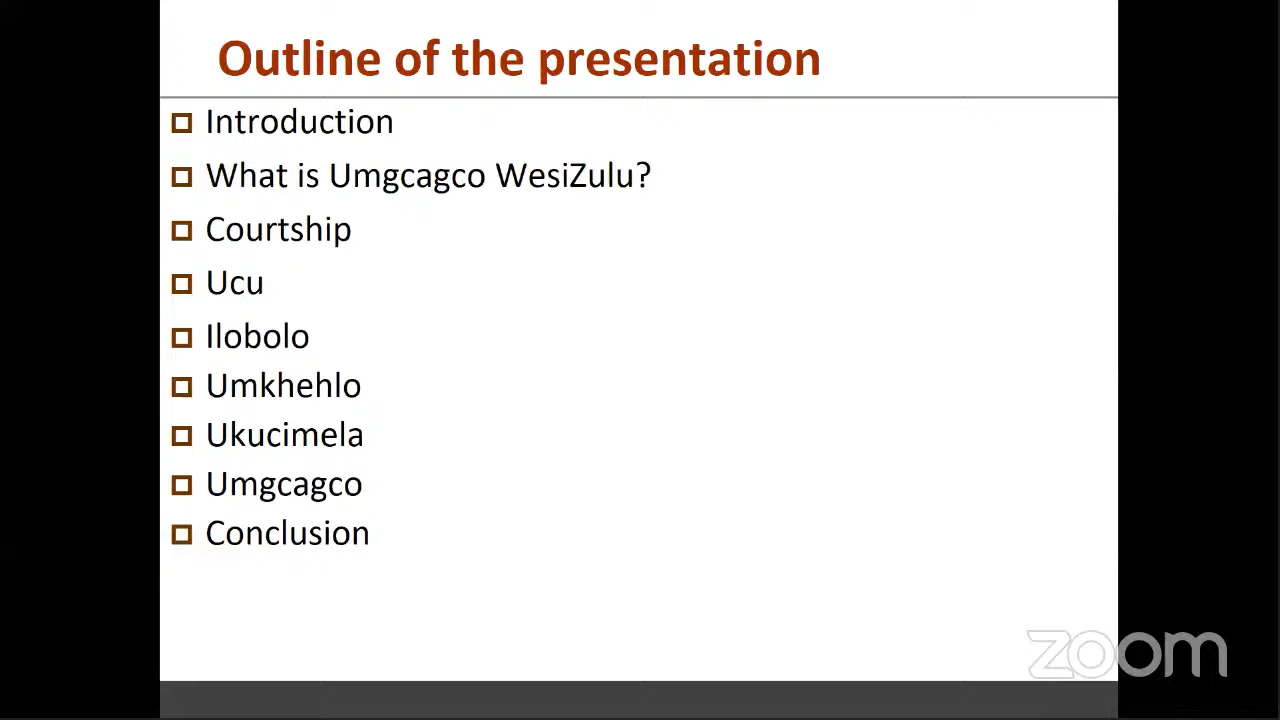 Outline of the presentation
Introduction
What is Umgcagco WesiZulu?
Courtship
Ucu
Ilobolo
Umkhehlo
Ukucimela
Umgcagco
Conclusion
zoom